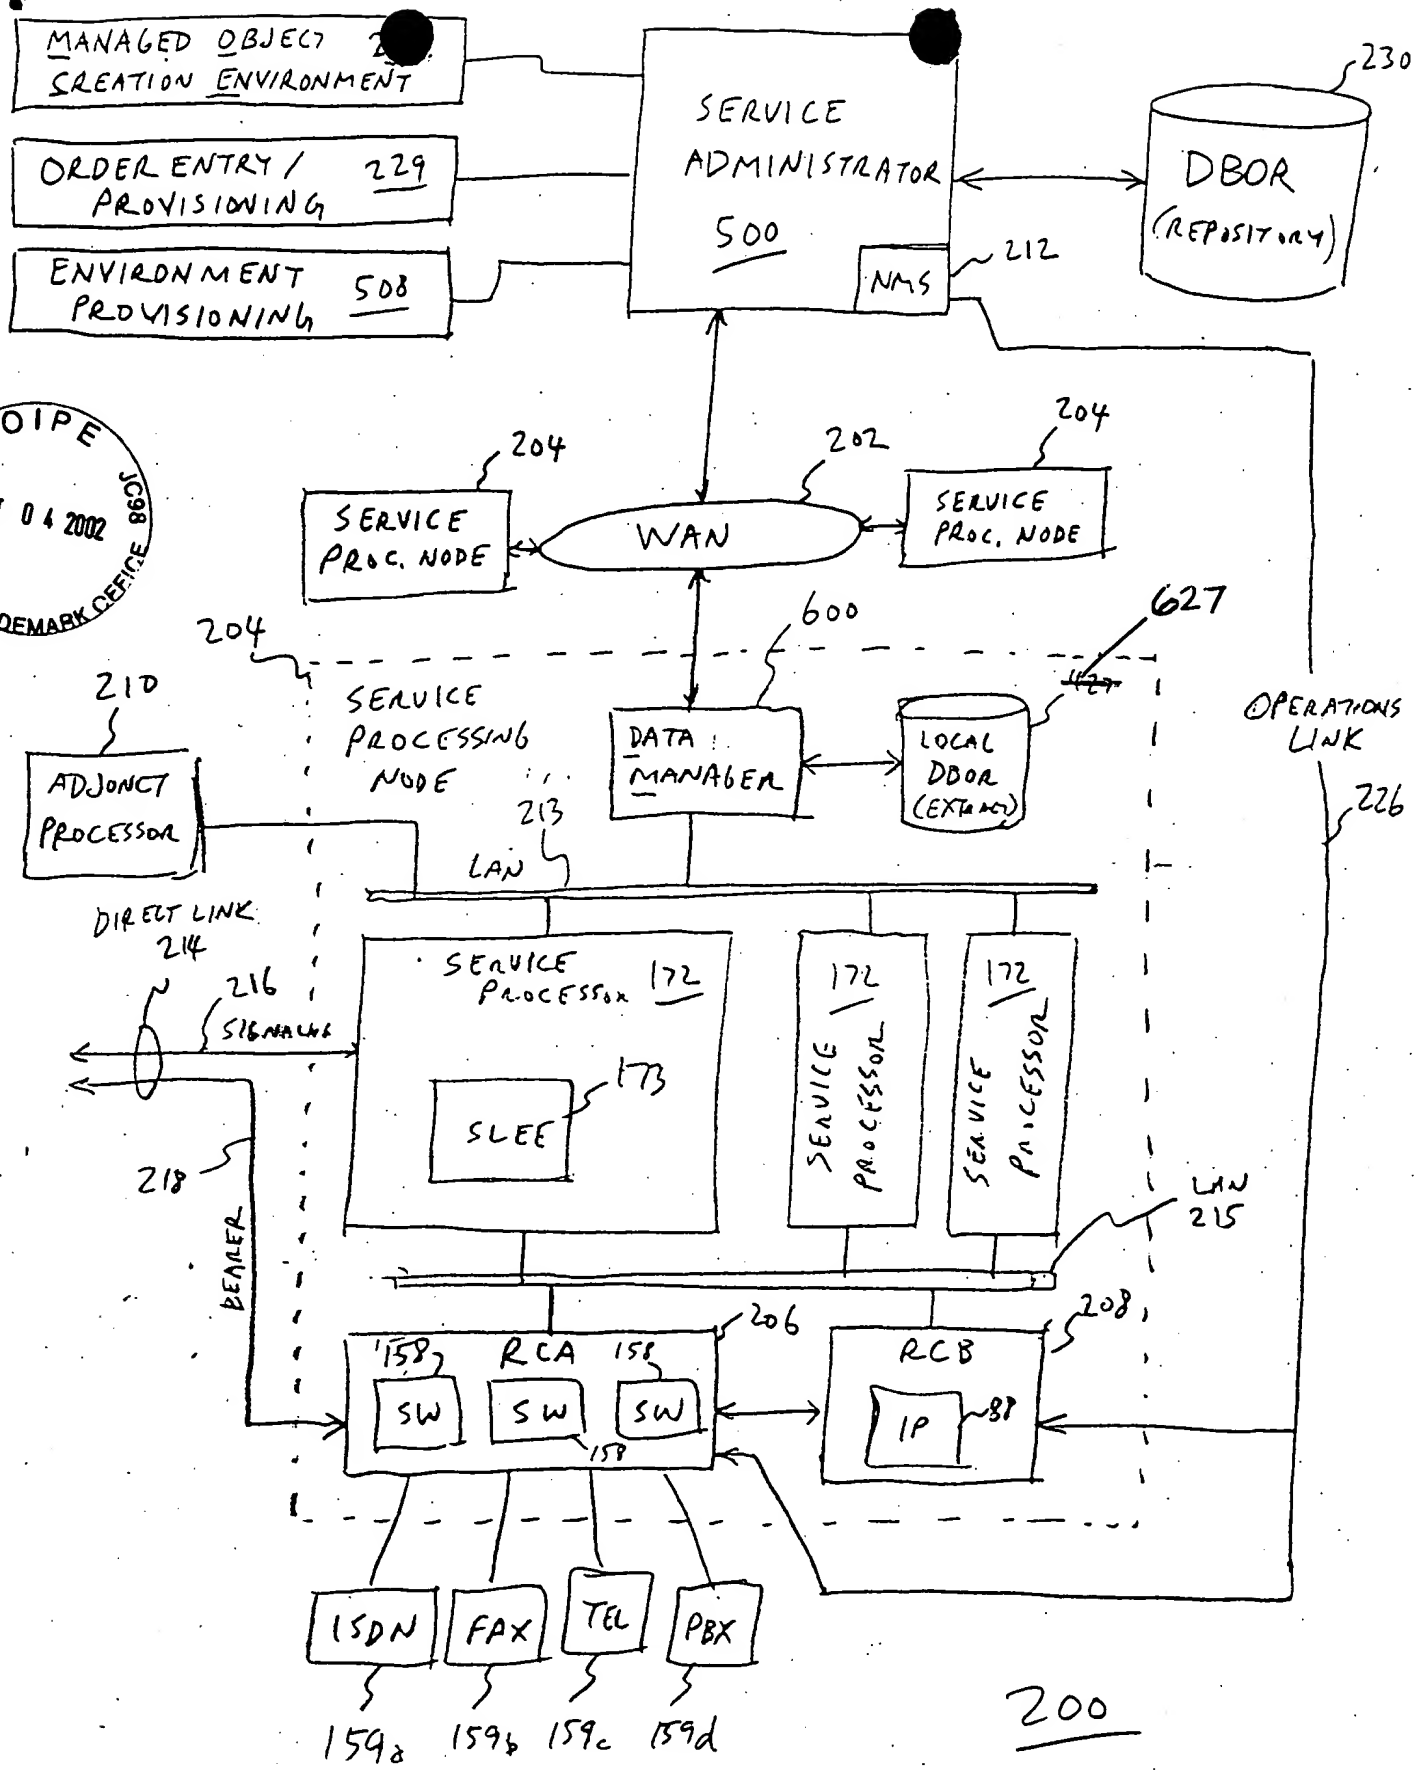 MANAGED OBJECT
CREATION ENVIRONMENT
ORDER ENTRY / 229
PROVISIONING
ENVIRONMENT 508
PROVISIONING
SERVICE
ADMINISTRATOR
500
NMS
212
230
DBOR
(REPOSITORY)
OIPE
04 2002
JC98
204
202
204
SERVICE
PROC. NODE
WAN
SERVICE
PROC. NODE
204
600
627
210
SERVICE
PROCESSING
NODE
DATA
MANAGER
LOCAL
DBOR
(EXTRACT)
OPERATIONS
LINK
226
ADJUNCT
PROCESSOR
213
LAN
DIRECT LINK
214
216
SIGNALING
SERVICE
PROCESSOR 172
SLEE
173
172
SERVICE
PROCESSOR
172
SERVICE
PROCESSOR
218
BEARER
LAN
215
206
208
158 RCA 158
SW SW SW
158
RCB
IP
88
ISDN FAX TEL PBX
159a 159b 159c 159d
200